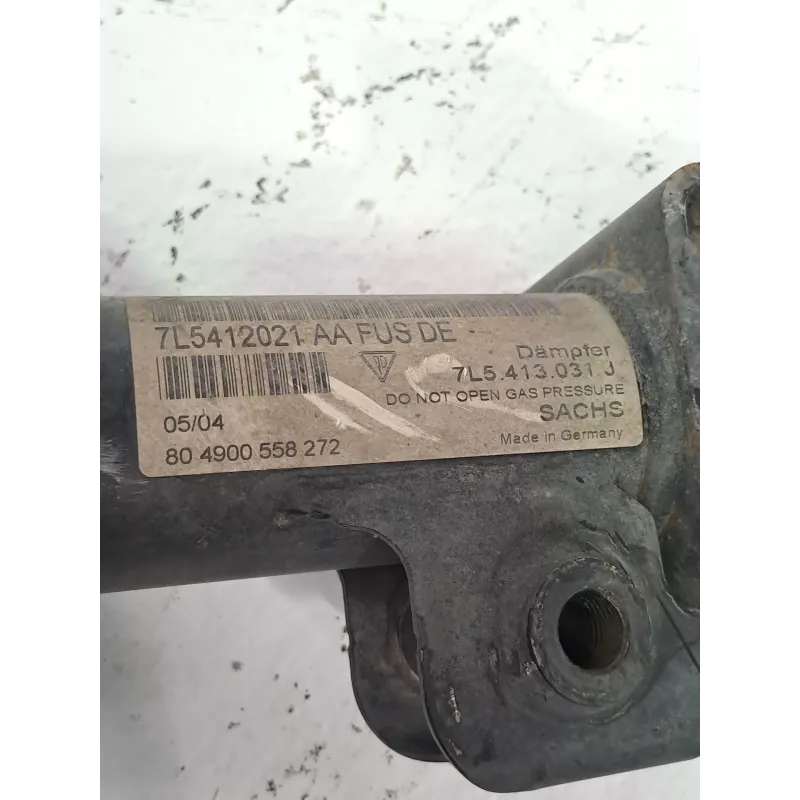 7L5412021 AA FUS DE
Dämpfer
7L5.413.031 J
DO NOT OPEN GAS PRESSURE
05/04
SACHS
80 4900 558 272
Made in Germany